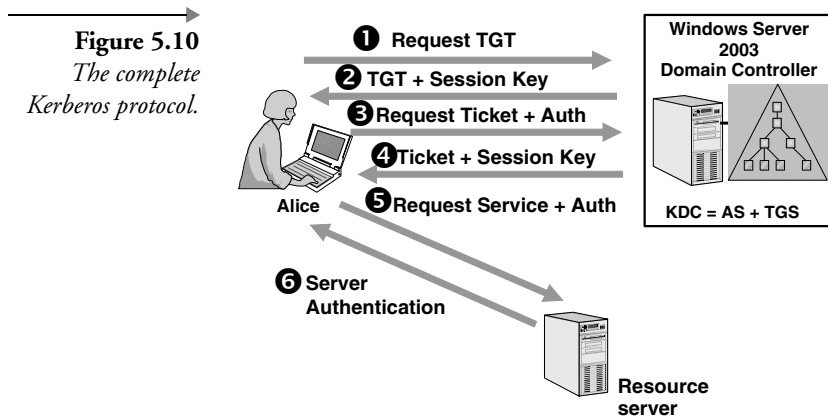 Figure 5.10
The complete
Kerberos protocol.
❶ Request TGT
❷ TGT + Session Key
❸ Request Ticket + Auth
❹ Ticket + Session Key
❺ Request Service + Auth
Alice
❻ Server
Authentication
Windows Server
2003
Domain Controller
KDC = AS + TGS
Resource
server